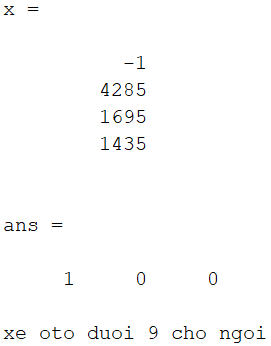 x =
-1
4285
1695
1435
ans =
1 0 0
xe oto duoi 9 cho ngoi